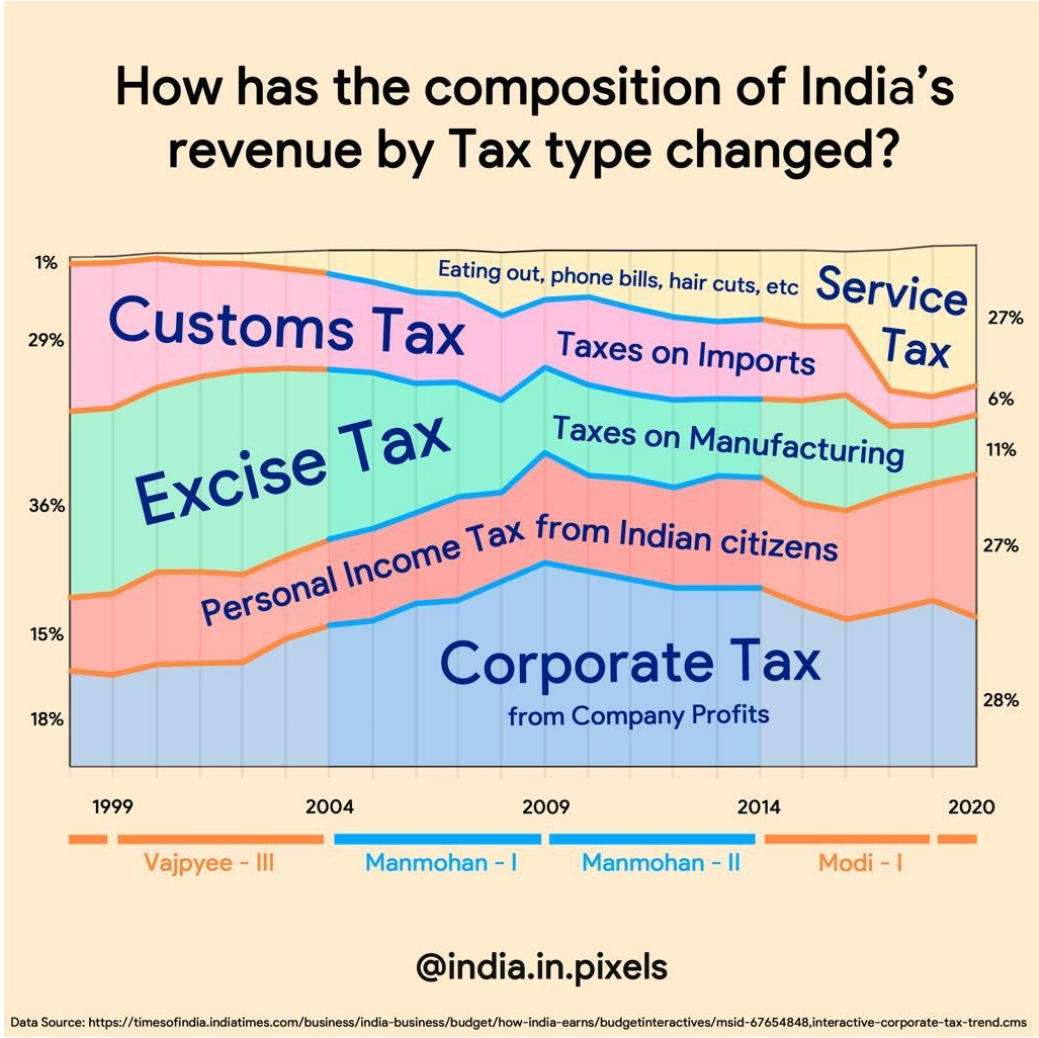 How has the composition of India's
revenue by Tax type changed?
1%
29%
36%
15%
18%
Eating out, phone bills, hair cuts, etc
Service
Tax
Customs Tax
Taxes on Imports
Excise Tax
Taxes on Manufacturing
Personal Income Tax from Indian citizens
Corporate Tax
from Company Profits
27%
6%
11%
27%
28%
1999 2004 2009 2014 2020
Vajpyee - III Manmohan - I Manmohan - II Modi - I
@india.in.pixels
Data Source: https://timesofindia.indiatimes.com/business/india-business/budget/how-india-earns/budgetinteractives/msid-67654848,interactive-corporate-tax-trend.cms